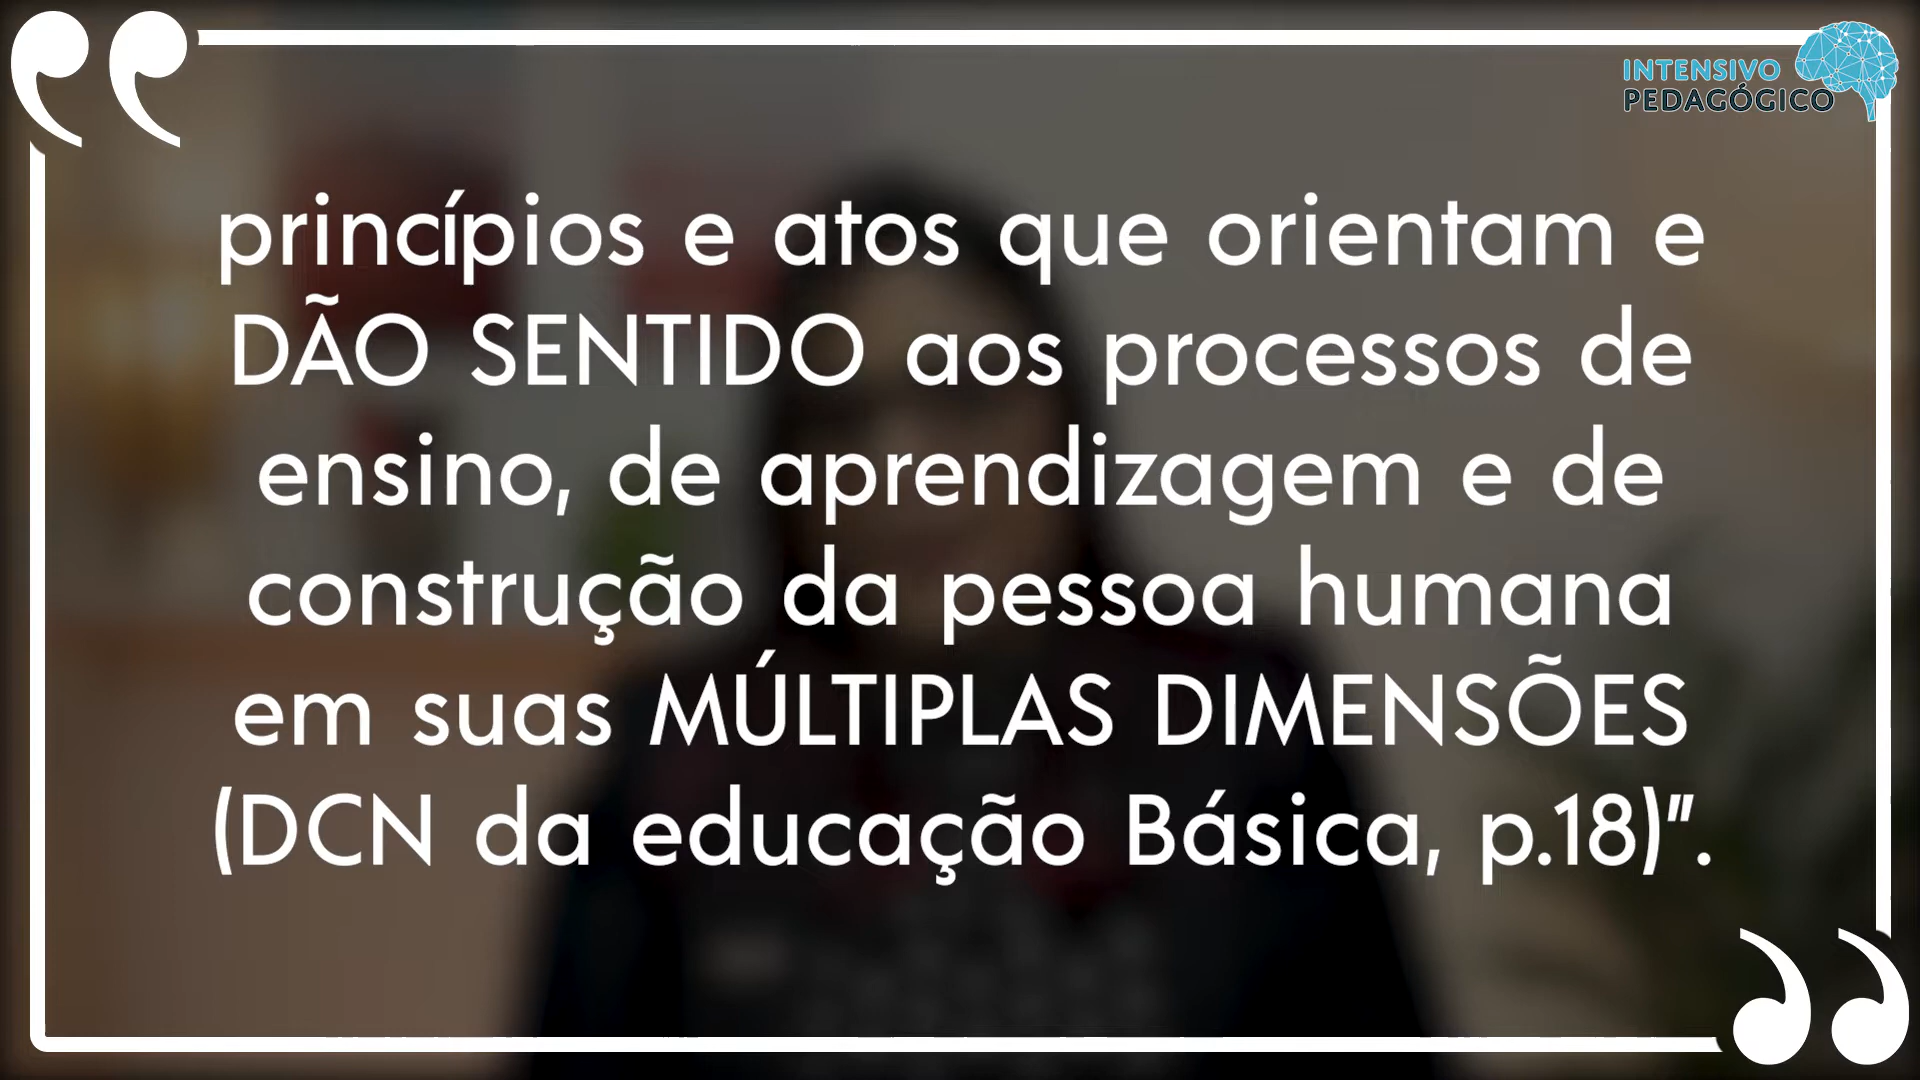 INTENSIVO
PEDAGÓGICO
princípios e atos que orientam e
DÃO SENTIDO aos processos de
ensino, de aprendizagem e de
construção da pessoa humana
em suas MÚLTIPLAS DIMENSÕES
(DCN da educação Básica, p.18)".